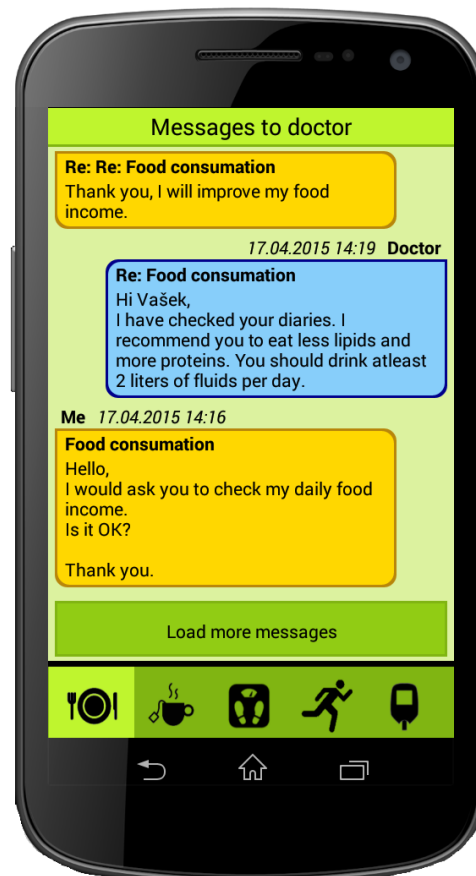 Messages to doctor
Re: Re: Food consumation
Thank you, I will improve my food
income.
17.04.2015 14:19 Doctor
Re: Food consumation
Hi Vašek,
I have checked your diaries. I
recommend you to eat less lipids and
more proteins. You should drink atleast
2 liters of fluids per day.
Me 17.04.2015 14:16
Food consumation
Hello,
I would ask you to check my daily food
income.
Is it OK?
Thank you.
Load more messages